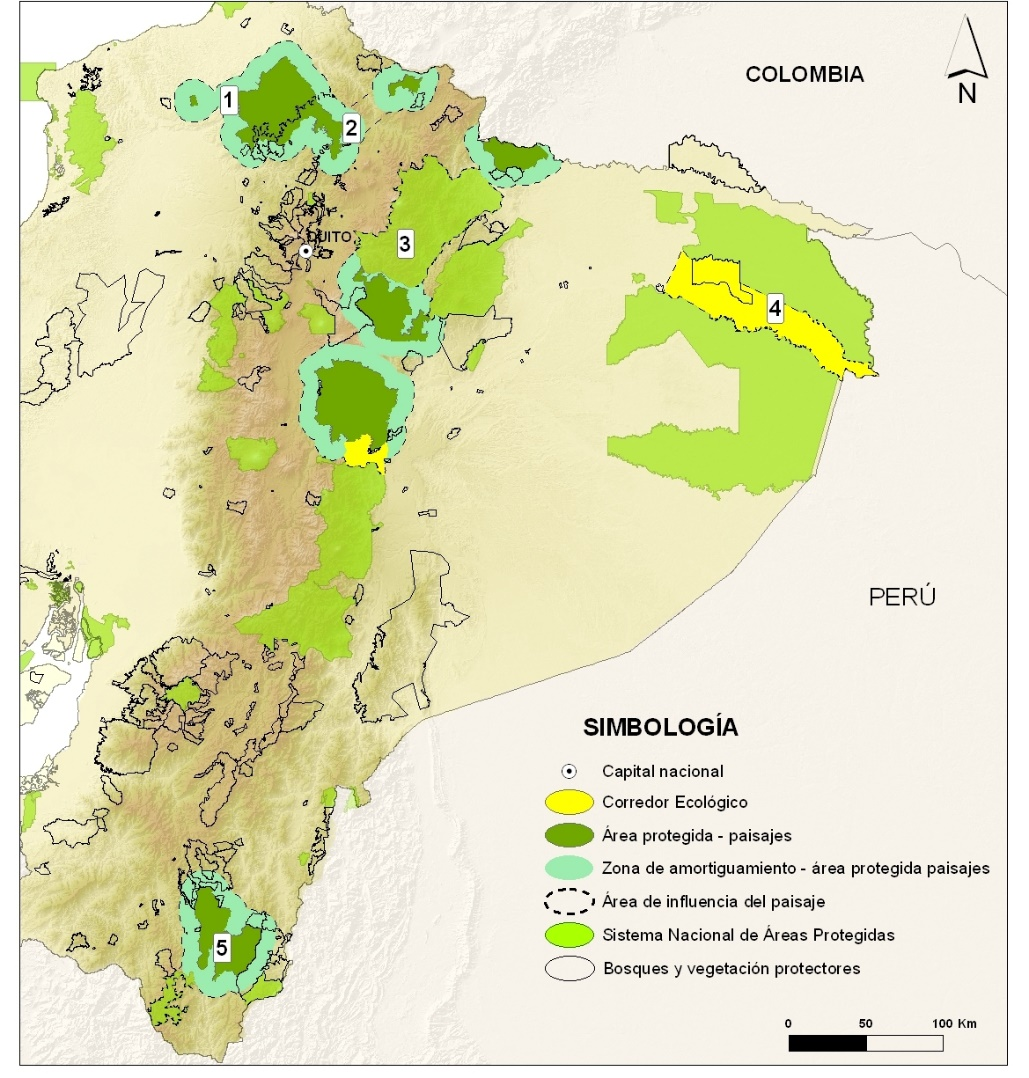 COLOMBIA
N
1
2
QUITO
3
4
PERÚ
SIMBOLOGÍA
Capital nacional
Corredor Ecológico
Área protegida - paisajes
Zona de amortiguamiento - área protegida paisajes
Área de influencia del paisaje
Sistema Nacional de Áreas Protegidas
Bosques y vegetación protectores
5
0 50 100 Km